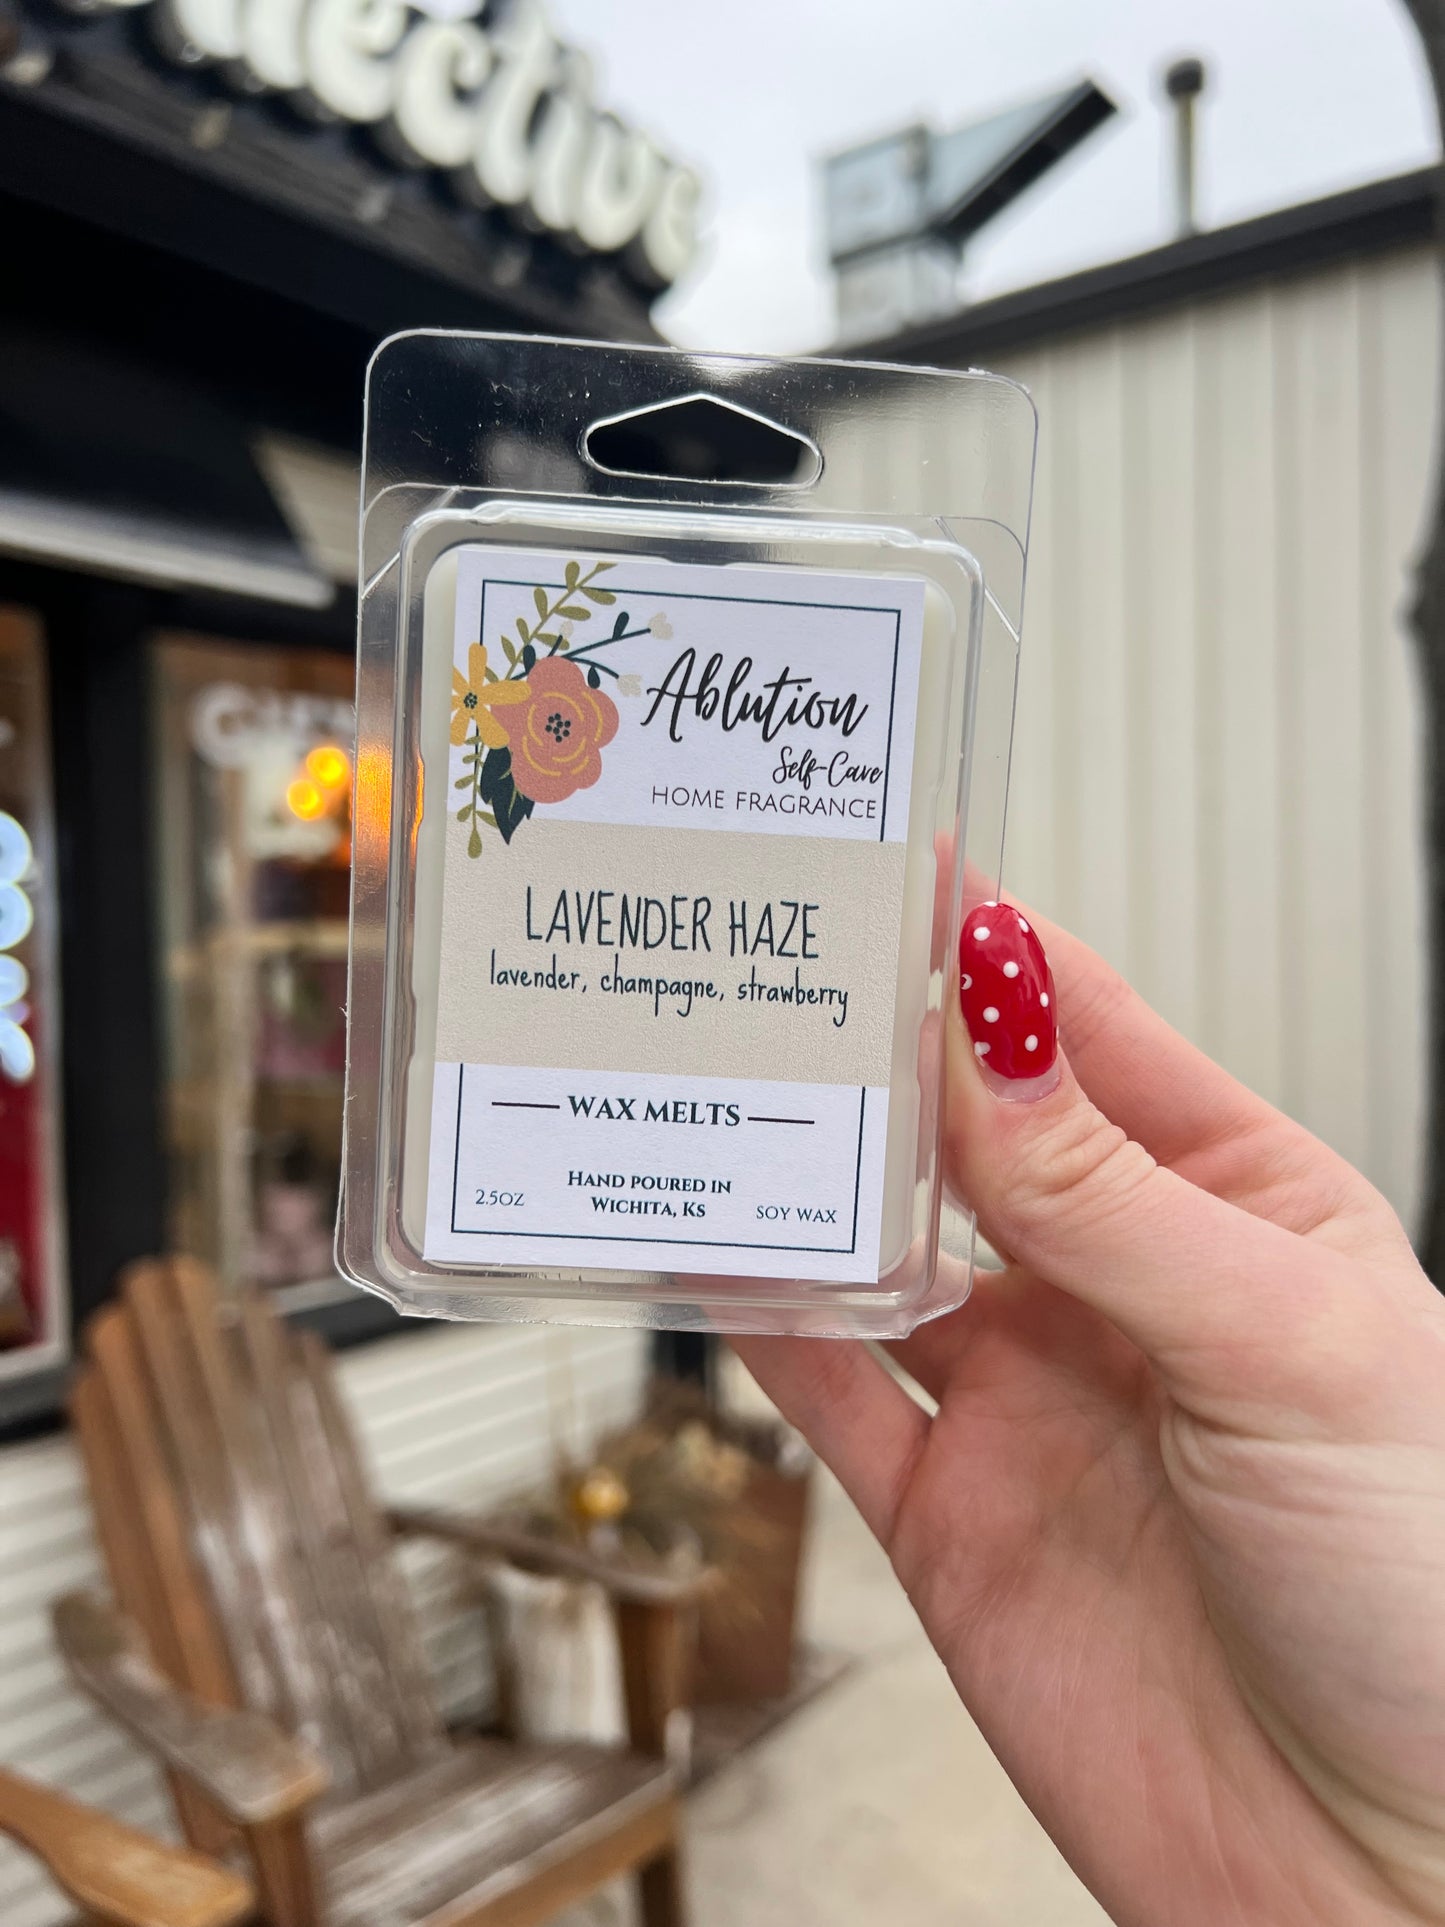 Ablution
Self-Care
HOME FRAGRANCE
LAVENDER HAZE
lavender, champagne, strawberry
WAX MELTS
HAND POURED IN
WICHITA, KS
2.5OZ
SOY WAX